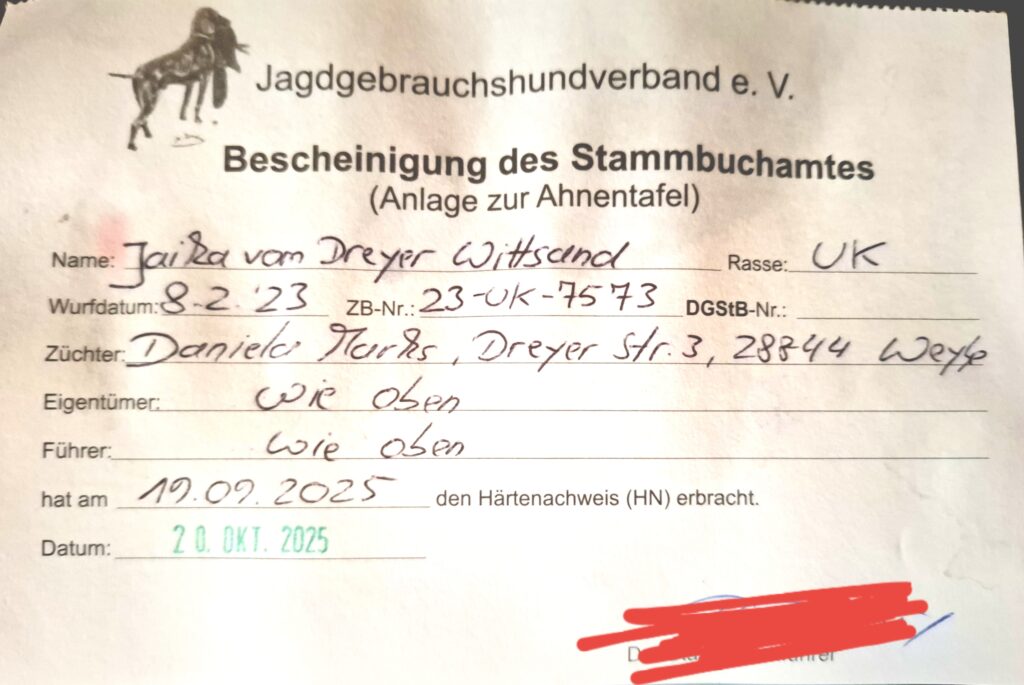 Jagdgebrauchshundverband e. V.
Bescheinigung des Stammbuchamtes
(Anlage zur Ahnentafel)
Name: Jaika vom Dreyer Wittsand Rasse: UK
Wurfdatum: 8.2.'23 ZB-Nr.: 23-UK-7573 DGStB-Nr.:
Züchter: Daniela Marks, Dreyer Str. 3, 28844 Weyhe
Eigentümer: wie oben
Führer: wie oben
hat am 19.09.2025 den Härtenachweis (HN) erbracht.
Datum: 20. OKT. 2025